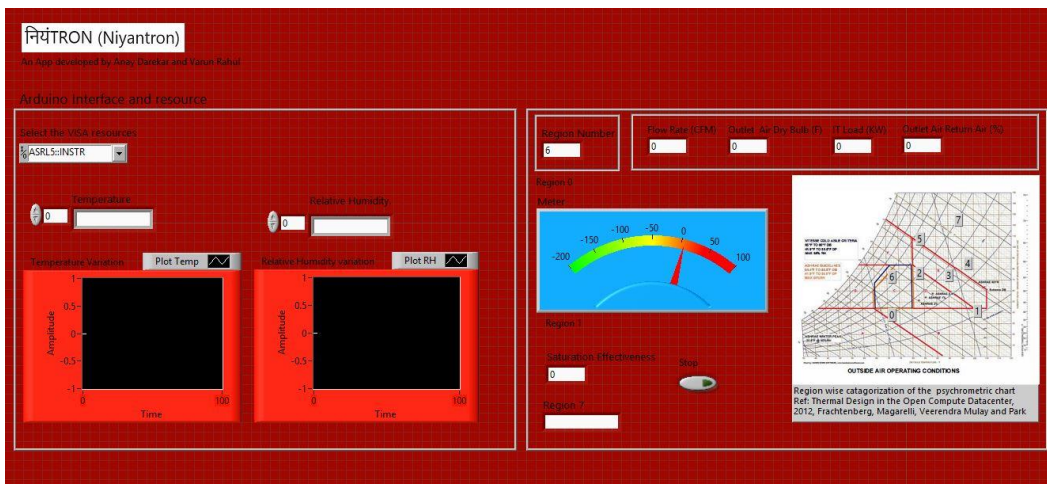 नियंTRON (Niyantron)
An App developed by Anay Darekar and Varun Rahul
Arduino interface and resource
Select the VISA resources
ASRL5::INSTR
Temperature
0
Relative Humidity
0
Temperature Variation
Plot Temp
1
0.5
0
-0.5
-1
Amplitude
0
100
Time
Relative Humidity variation
Plot RH
1
0.5
0
-0.5
-1
Amplitude
0
100
Time
Region Number
6
Flow Rate (CFM)
0
Outlet Air Dry Bulb (F)
0
IT Load (KW)
0
Outlet Air Return Air (%)
0
Region 0
Meter
-200
-150
-100
-50
0
50
100
Region 1
Saturation Effectiveness
0
Stop
Region 7
7
5
4
3
2
6
1
0
OUTSIDE AIR OPERATING CONDITIONS
Region wise catagorization of the psychrometric chart
Ref: Thermal Design in the Open Compute Datacenter,
2012, Frachtenberg, Magarelli, Veerendra Mulay and Park